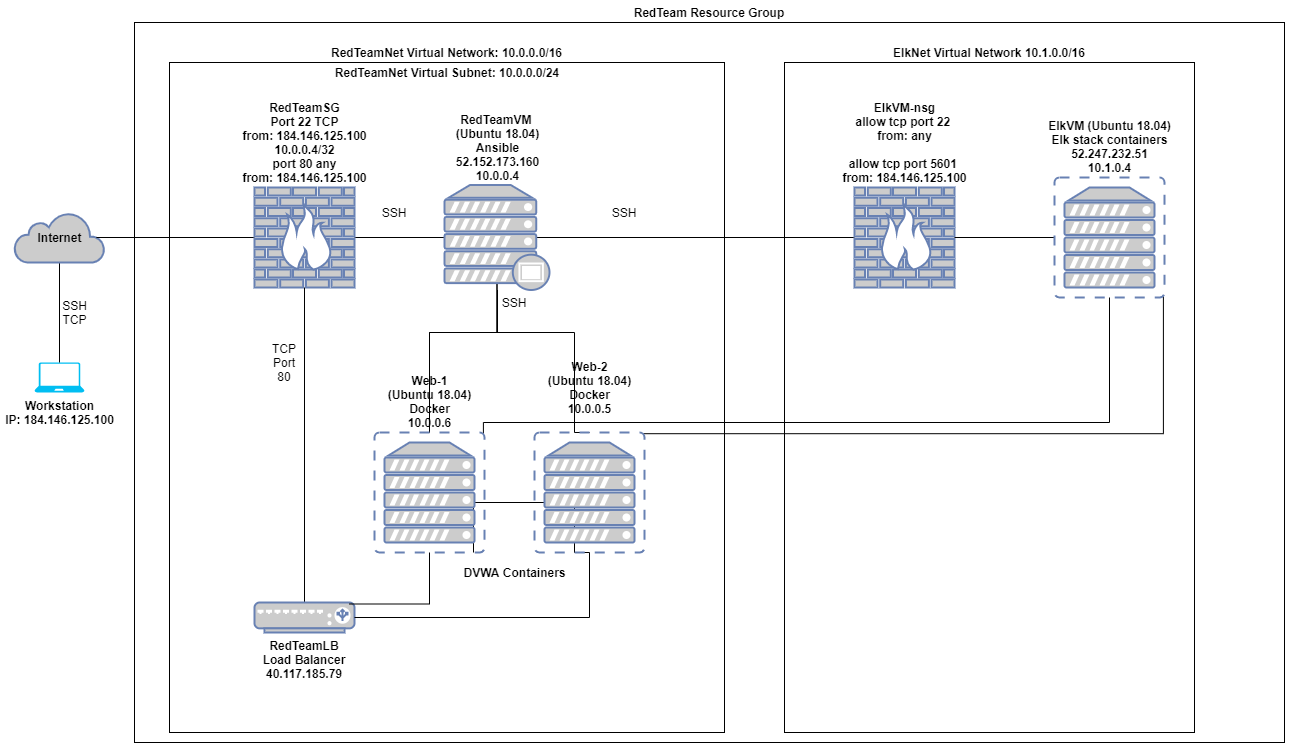 RedTeam Resource Group
RedTeamNet Virtual Network: 10.0.0.0/16
RedTeamNet Virtual Subnet: 10.0.0.0/24
ElkNet Virtual Network 10.1.0.0/16
RedTeamSG
Port 22 TCP
from: 184.146.125.100
10.0.0.4/32
port 80 any
from: 184.146.125.100
RedTeamVM
(Ubuntu 18.04)
Ansible
52.152.173.160
10.0.0.4
ElkVM-nsg
allow tcp port 22
from: any
allow tcp port 5601
from: 184.146.125.100
ElkVM (Ubuntu 18.04)
Elk stack containers
52.247.232.51
10.1.0.4
Internet
SSH
SSH
SSH
TCP
SSH
TCP
Port
80
Workstation
IP: 184.146.125.100
Web-1
(Ubuntu 18.04)
Docker
10.0.0.6
Web-2
(Ubuntu 18.04)
Docker
10.0.0.5
DVWA Containers
RedTeamLB
Load Balancer
40.117.185.79